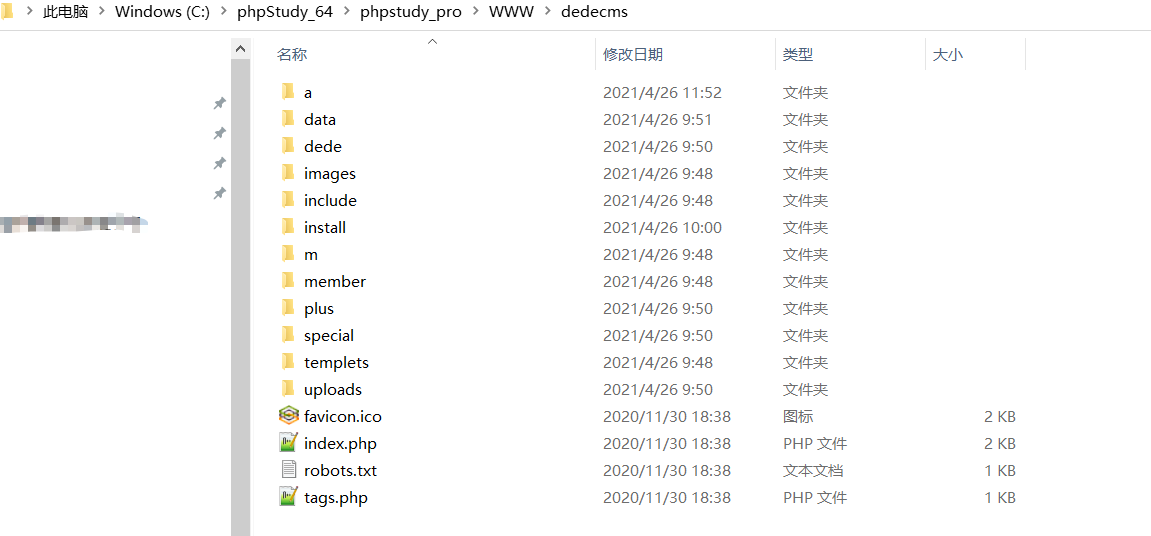 此电脑 > Windows (C:) > phpStudy_64 > phpstudy_pro > WWW > dedecms
名称 修改日期 类型 大小
a 2021/4/26 11:52 文件夹
data 2021/4/26 9:51 文件夹
dede 2021/4/26 9:50 文件夹
images 2021/4/26 9:48 文件夹
include 2021/4/26 9:48 文件夹
install 2021/4/26 10:00 文件夹
m 2021/4/26 9:48 文件夹
member 2021/4/26 9:48 文件夹
plus 2021/4/26 9:50 文件夹
special 2021/4/26 9:50 文件夹
templets 2021/4/26 9:48 文件夹
uploads 2021/4/26 9:50 文件夹
favicon.ico 2020/11/30 18:38 图标 2 KB
index.php 2020/11/30 18:38 PHP 文件 2 KB
robots.txt 2020/11/30 18:38 文本文档 1 KB
tags.php 2020/11/30 18:38 PHP 文件 1 KB